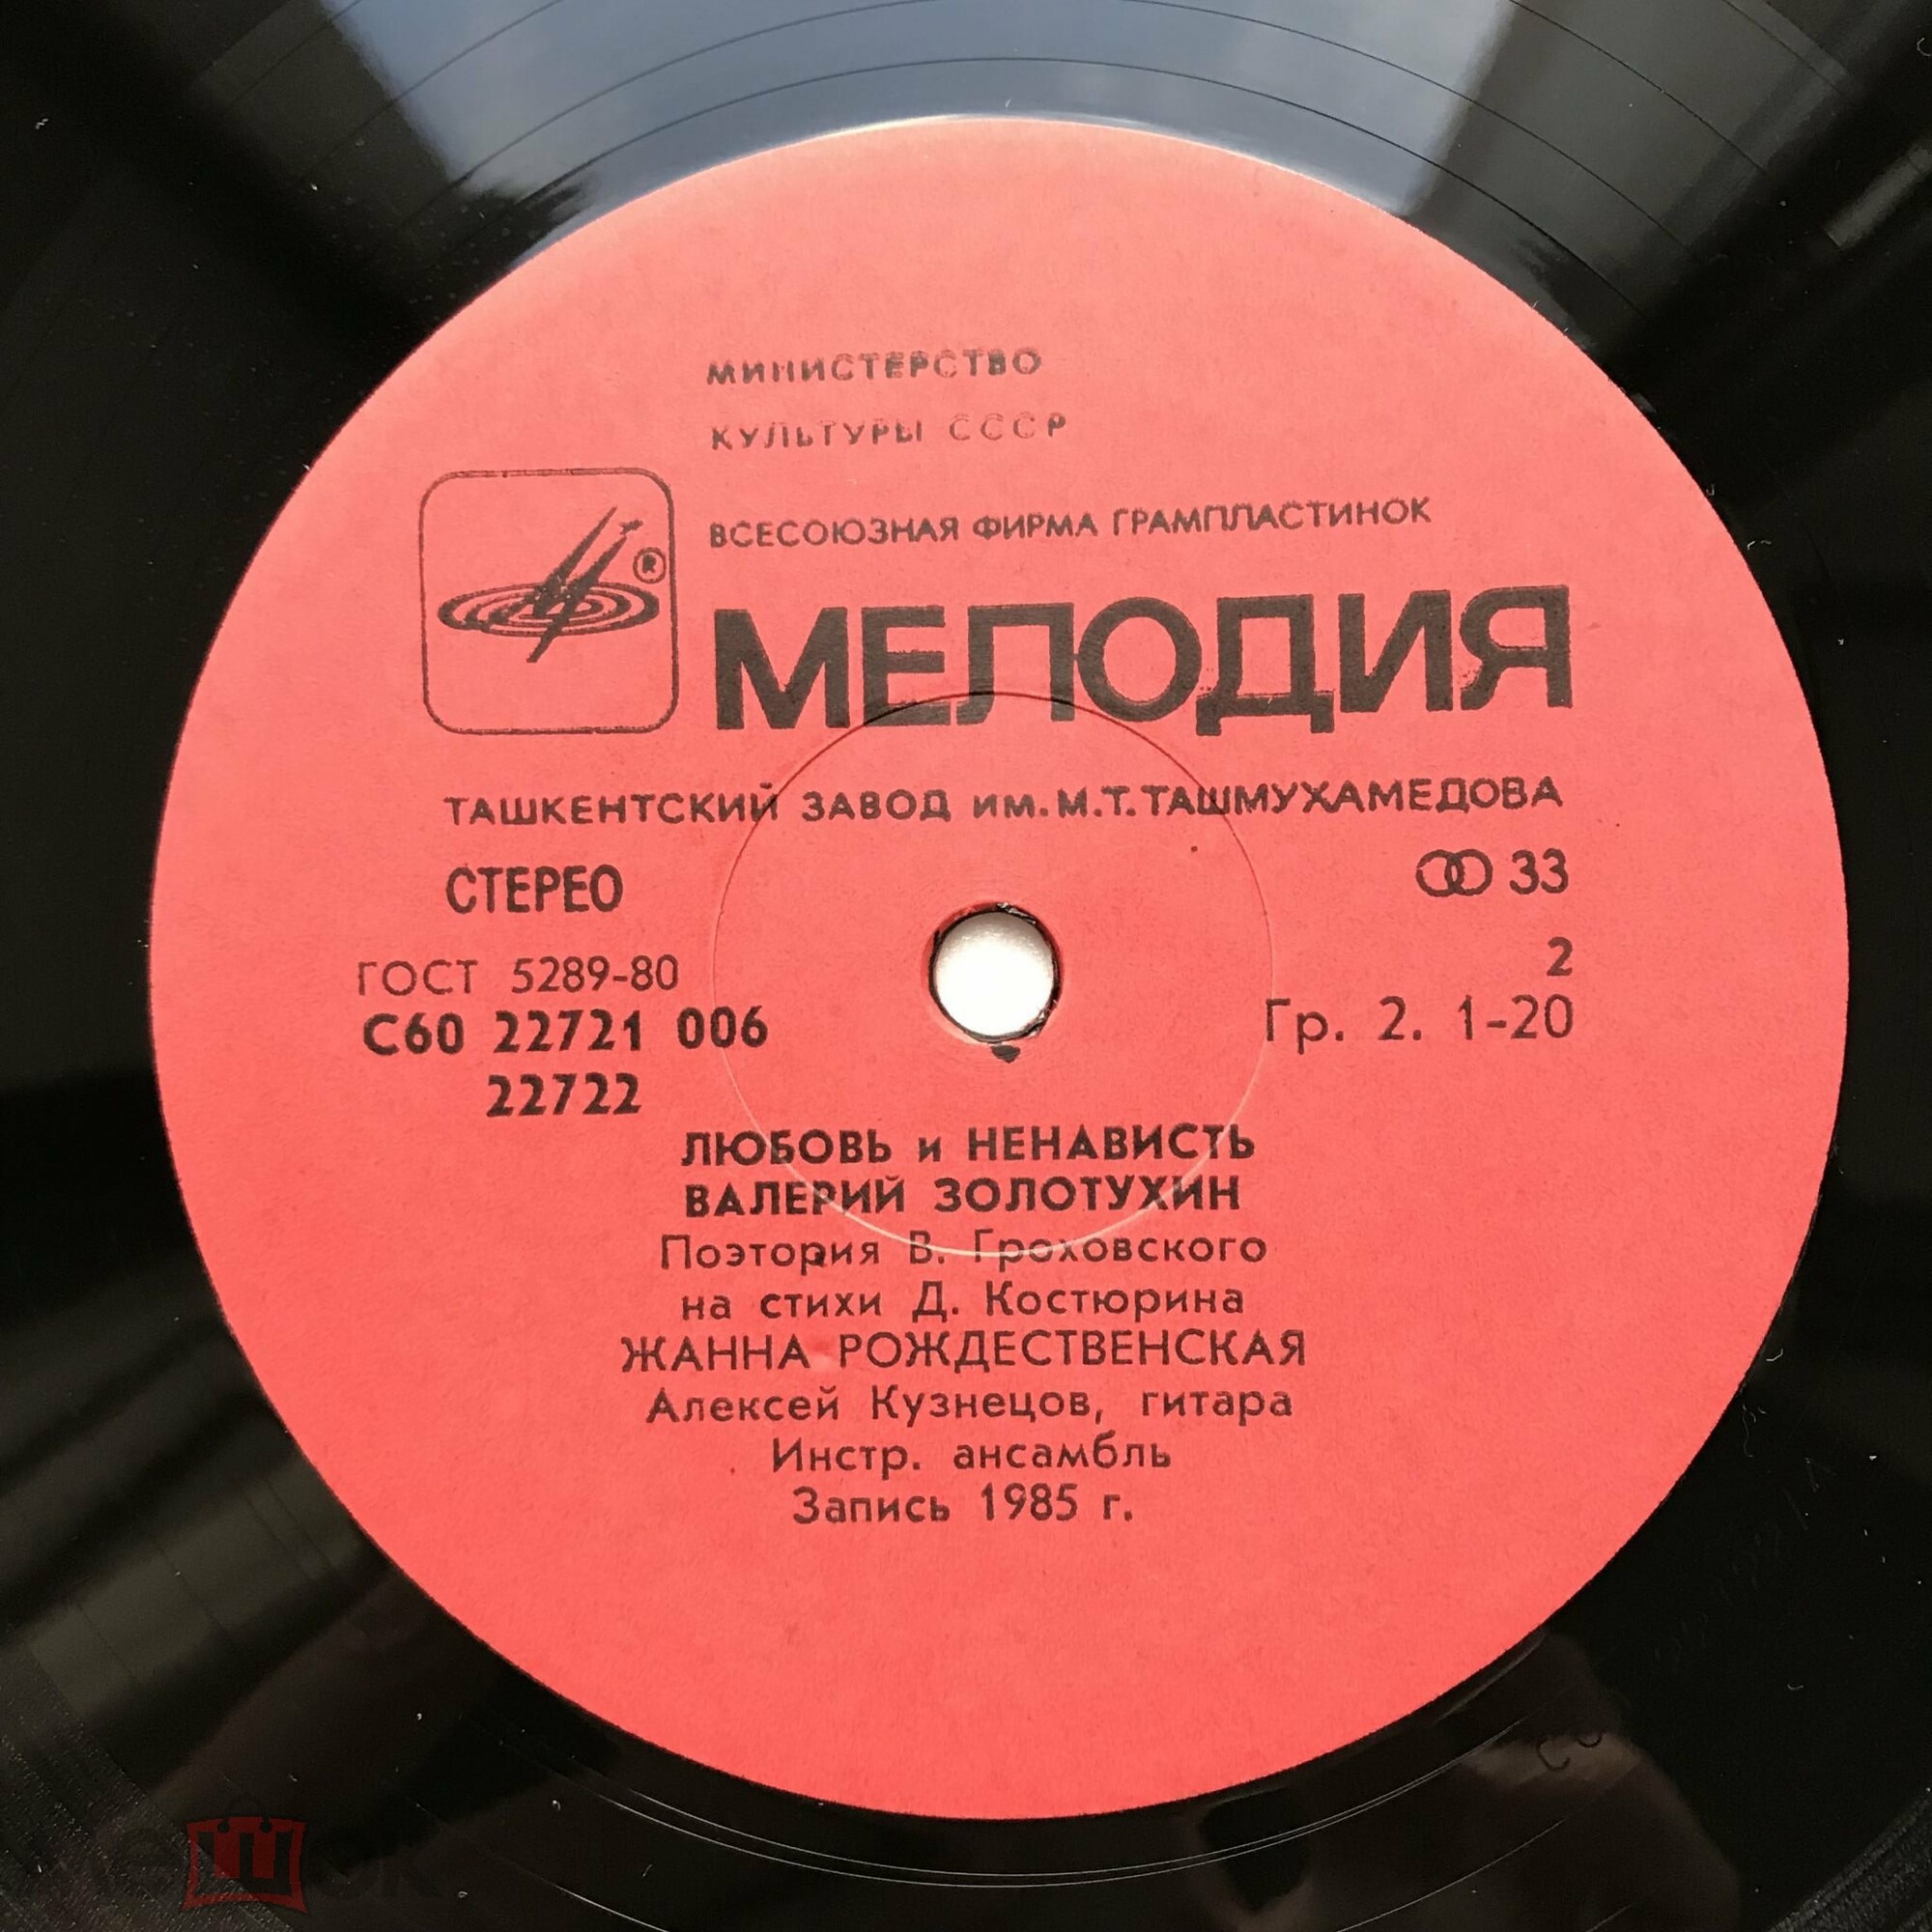 МИНИСТЕРСТВО
КУЛЬТУРЫ СССР
ВСЕСОЮЗНАЯ ФИРМА ГРАМПЛАСТИНОК
®
МЕЛОДИЯ
ТАШКЕНТСКИЙ ЗАВОД ИМ. М.Т. ТАШМУХАМЕДОВА
СТЕРЕО
33
ГОСТ 5289-80
2
С60 22721 006
Гр. 2. 1-20
22722
ЛЮБОВЬ и НЕНАВИСТЬ
ВАЛЕРИЙ ЗОЛОТУХИН
Поэтория В. Гроховского
на стихи Д. Костюрина
ЖАННА РОЖДЕСТВЕНСКАЯ
Алексей Кузнецов, гитара
Инстр. ансамбль
Запись 1985 г.
мешок